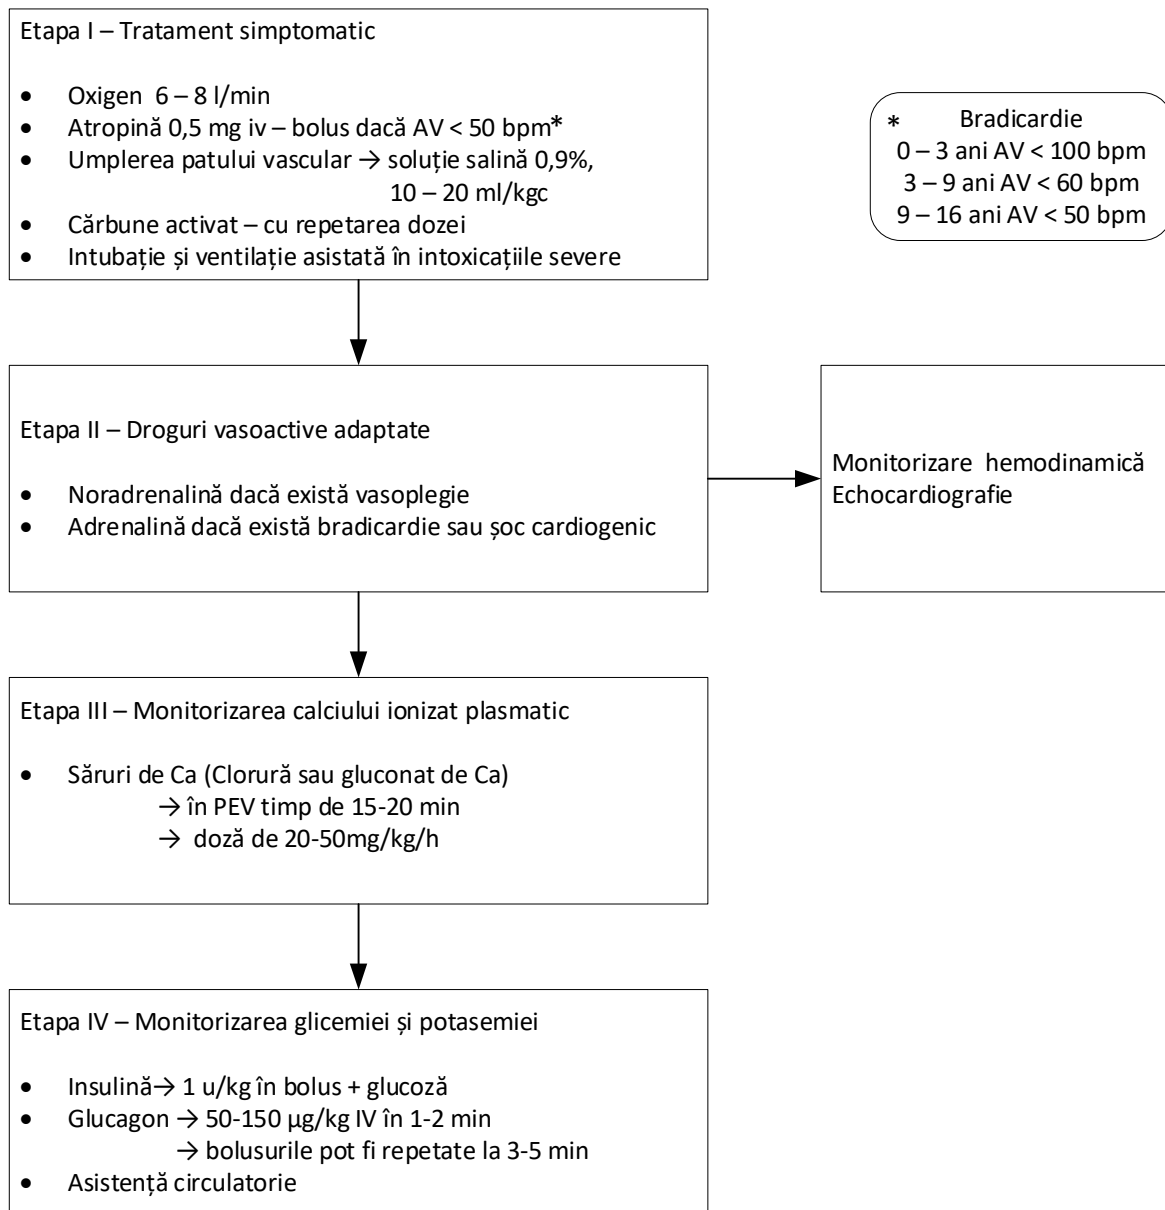 Etapa I – Tratament simptomatic
• Oxigen 6 – 8 l/min
• Atropină 0,5 mg iv – bolus dacă AV < 50 bpm*
• Umplerea patului vascular → soluție salină 0,9%,
10 – 20 ml/kgc
• Cărbune activat – cu repetarea dozei
• Intubație și ventilație asistată în intoxicațiile severe
* Bradicardie
0 – 3 ani AV < 100 bpm
3 – 9 ani AV < 60 bpm
9 – 16 ani AV < 50 bpm
Etapa II – Droguri vasoactive adaptate
• Noradrenalină dacă există vasoplegie
• Adrenalină dacă există bradicardie sau șoc cardiogenic
Monitorizare hemodinamică
Echocardiografie
Etapa III – Monitorizarea calciului ionizat plasmatic
• Săruri de Ca (Clorură sau gluconat de Ca)
→ în PEV timp de 15-20 min
→ doză de 20-50mg/kg/h
Etapa IV – Monitorizarea glicemiei și potasemiei
• Insulină→ 1 u/kg în bolus + glucoză
• Glucagon → 50-150 µg/kg IV în 1-2 min
→ bolusurile pot fi repetate la 3-5 min
• Asistență circulatorie